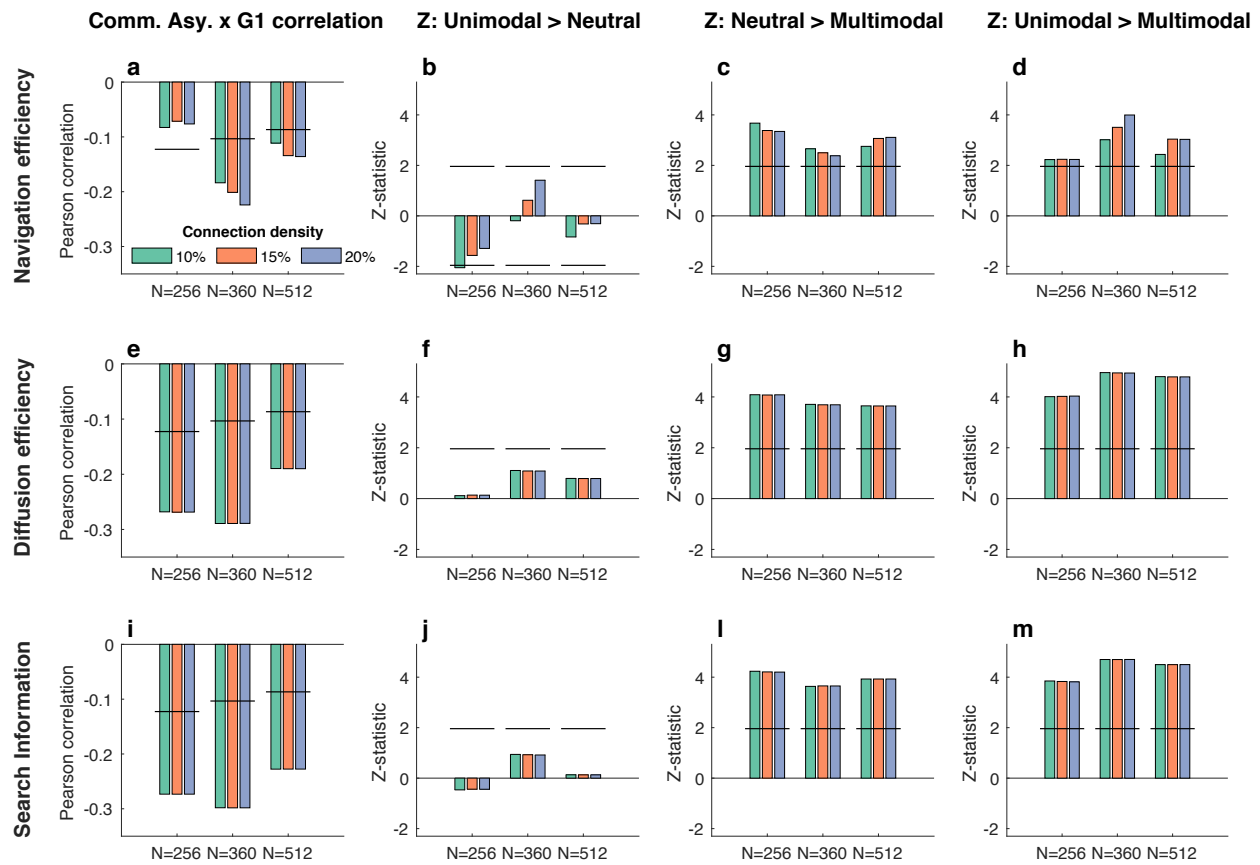 Comm. Asy. x G1 correlation
Z: Unimodal > Neutral
Z: Neutral > Multimodal
Z: Unimodal > Multimodal
Navigation efficiency
a
Pearson correlation
0
-0.1
-0.2
-0.3
Connection density
10% 15% 20%
N=256 N=360 N=512
b
Z-statistic
4
2
0
-2
N=256 N=360 N=512
c
Z-statistic
4
2
0
-2
N=256 N=360 N=512
d
Z-statistic
4
2
0
-2
N=256 N=360 N=512
Diffusion efficiency
e
Pearson correlation
0
-0.1
-0.2
-0.3
N=256 N=360 N=512
f
Z-statistic
4
2
0
-2
N=256 N=360 N=512
g
Z-statistic
4
2
0
-2
N=256 N=360 N=512
h
Z-statistic
4
2
0
-2
N=256 N=360 N=512
Search Information
i
Pearson correlation
0
-0.1
-0.2
-0.3
N=256 N=360 N=512
j
Z-statistic
4
2
0
-2
N=256 N=360 N=512
l
Z-statistic
4
2
0
-2
N=256 N=360 N=512
m
Z-statistic
4
2
0
-2
N=256 N=360 N=512